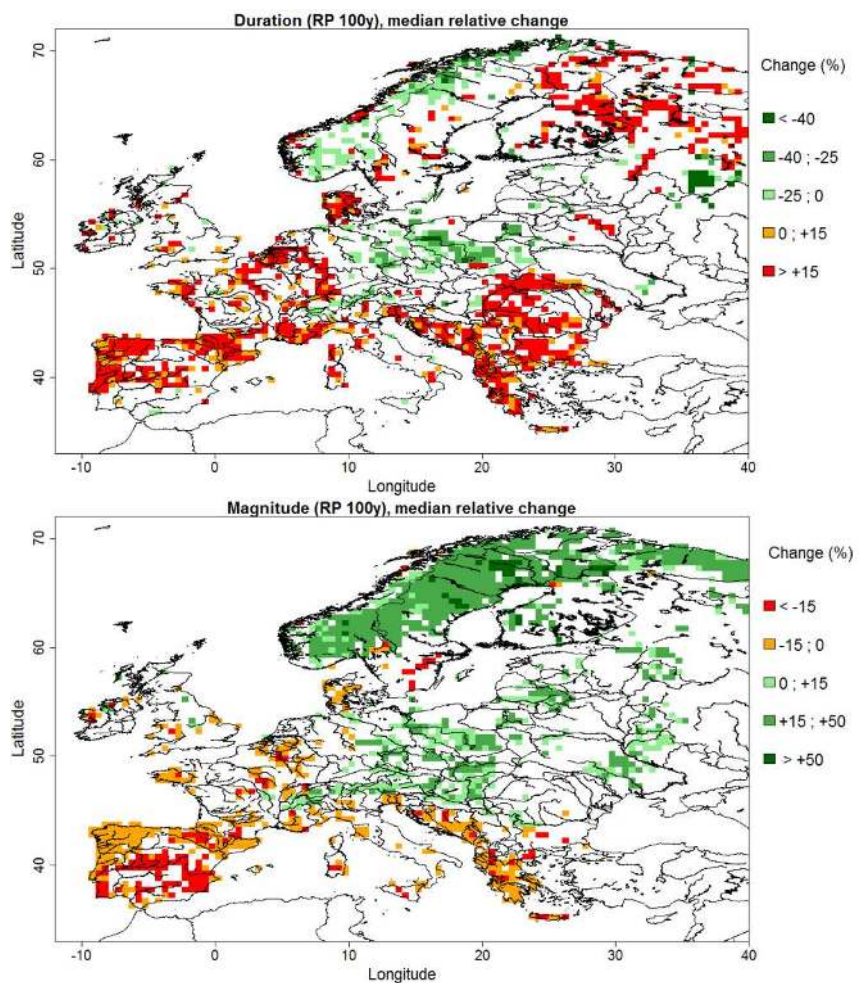 Duration (RP 100y), median relative change
70
60
50
40
Latitude
-10 0 10 20 30 40
Longitude
Change (%)
< -40
-40 ; -25
-25 ; 0
0 ; +15
> +15
Magnitude (RP 100y), median relative change
70
60
50
40
Latitude
-10 0 10 20 30 40
Longitude
Change (%)
< -15
-15 ; 0
0 ; +15
+15 ; +50
> +50